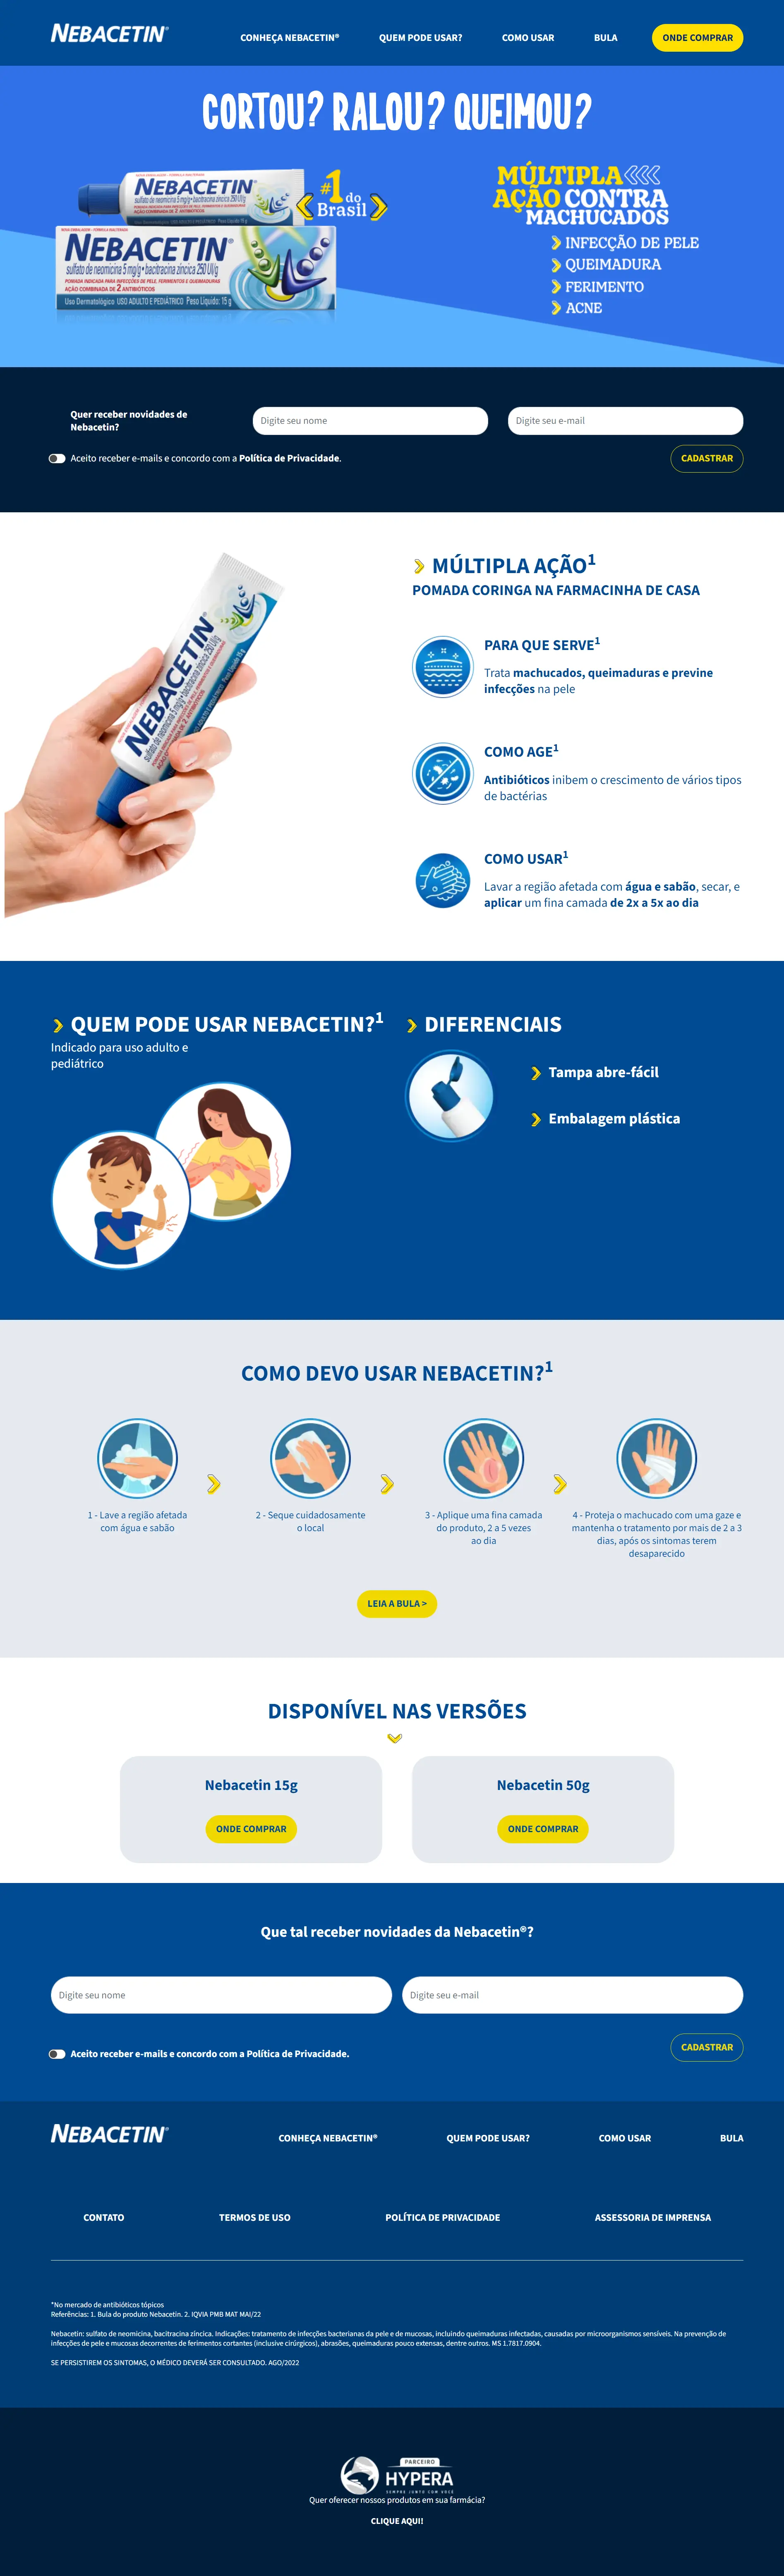 NEBACETIN®
CONHEÇA NEBACETIN®
QUEM PODE USAR?
COMO USAR
BULA
ONDE COMPRAR
CORTOU? RALOU? QUEIMOU?
NEBACETIN®
sulfato de neomicina 5 mg/g • bacitracina zíncica 250 UI/g
#1 do
Brasil
NEBACETIN®
sulfato de neomicina 5 mg/g • bacitracina zíncica 250 UI/g
POMADA INDICADA PARA INFECÇÕES DE PELE, FERIMENTOS E QUEIMADURAS
AÇÃO COMBINADA DE 2 ANTIBIÓTICOS
Uso Dermatológico USO ADULTO E PEDIÁTRICO Peso Líquido: 15 g
MÚLTIPLA
AÇÃO CONTRA
MACHUCADOS
INFECÇÃO DE PELE
QUEIMADURA
FERIMENTO
ACNE
Quer receber novidades de
Nebacetin?
Digite seu nome
Digite seu e-mail
Aceito receber e-mails e concordo com a Política de Privacidade.
CADASTRAR
NEBACETIN®
sulfato de neomicina 5 mg/g • bacitracina zíncica 250 UI/g
MÚLTIPLA AÇÃO1
POMADA CORINGA NA FARMACINHA DE CASA
PARA QUE SERVE1
Trata machucados, queimaduras e previne
infecções na pele
COMO AGE1
Antibióticos inibem o crescimento de vários tipos
de bactérias
COMO USAR1
Lavar a região afetada com água e sabão, secar, e
aplicar um fina camada de 2x a 5x ao dia
QUEM PODE USAR NEBACETIN?1
Indicado para uso adulto e
pediátrico
DIFERENCIAIS
Tampa abre-fácil
Embalagem plástica
COMO DEVO USAR NEBACETIN?1
1 - Lave a região afetada
com água e sabão
2 - Seque cuidadosamente
o local
3 - Aplique uma fina camada
do produto, 2 a 5 vezes
ao dia
4 - Proteja o machucado com uma gaze e
mantenha o tratamento por mais de 2 a 3
dias, após os sintomas terem
desaparecido
LEIA A BULA >
DISPONÍVEL NAS VERSÕES
Nebacetin 15g
ONDE COMPRAR
Nebacetin 50g
ONDE COMPRAR
Que tal receber novidades da Nebacetin®?
Digite seu nome
Digite seu e-mail
Aceito receber e-mails e concordo com a Política de Privacidade.
CADASTRAR
NEBACETIN®
CONHEÇA NEBACETIN®
QUEM PODE USAR?
COMO USAR
BULA
CONTATO
TERMOS DE USO
POLÍTICA DE PRIVACIDADE
ASSESSORIA DE IMPRENSA
*No mercado de antibióticos tópicos
Referências: 1. Bula do produto Nebacetin. 2. IQVIA PMB MAT MAI/22
Nebacetin: sulfato de neomicina, bacitracina zíncica. Indicações: tratamento de infecções bacterianas da pele e de mucosas, incluindo queimaduras infectadas, causadas por microorganismos sensíveis. Na prevenção de
infecções de pele e mucosas decorrentes de ferimentos cortantes (inclusive cirúrgicos), abrasões, queimaduras pouco extensas, dentre outros. MS 1.7817.0904.
SE PERSISTIREM OS SINTOMAS, O MÉDICO DEVERÁ SER CONSULTADO. AGO/2022
PARCEIRO
HYPERA
SEMPRE JUNTO COM VOCÊ
Quer oferecer nossos produtos em sua farmácia?
CLIQUE AQUI!